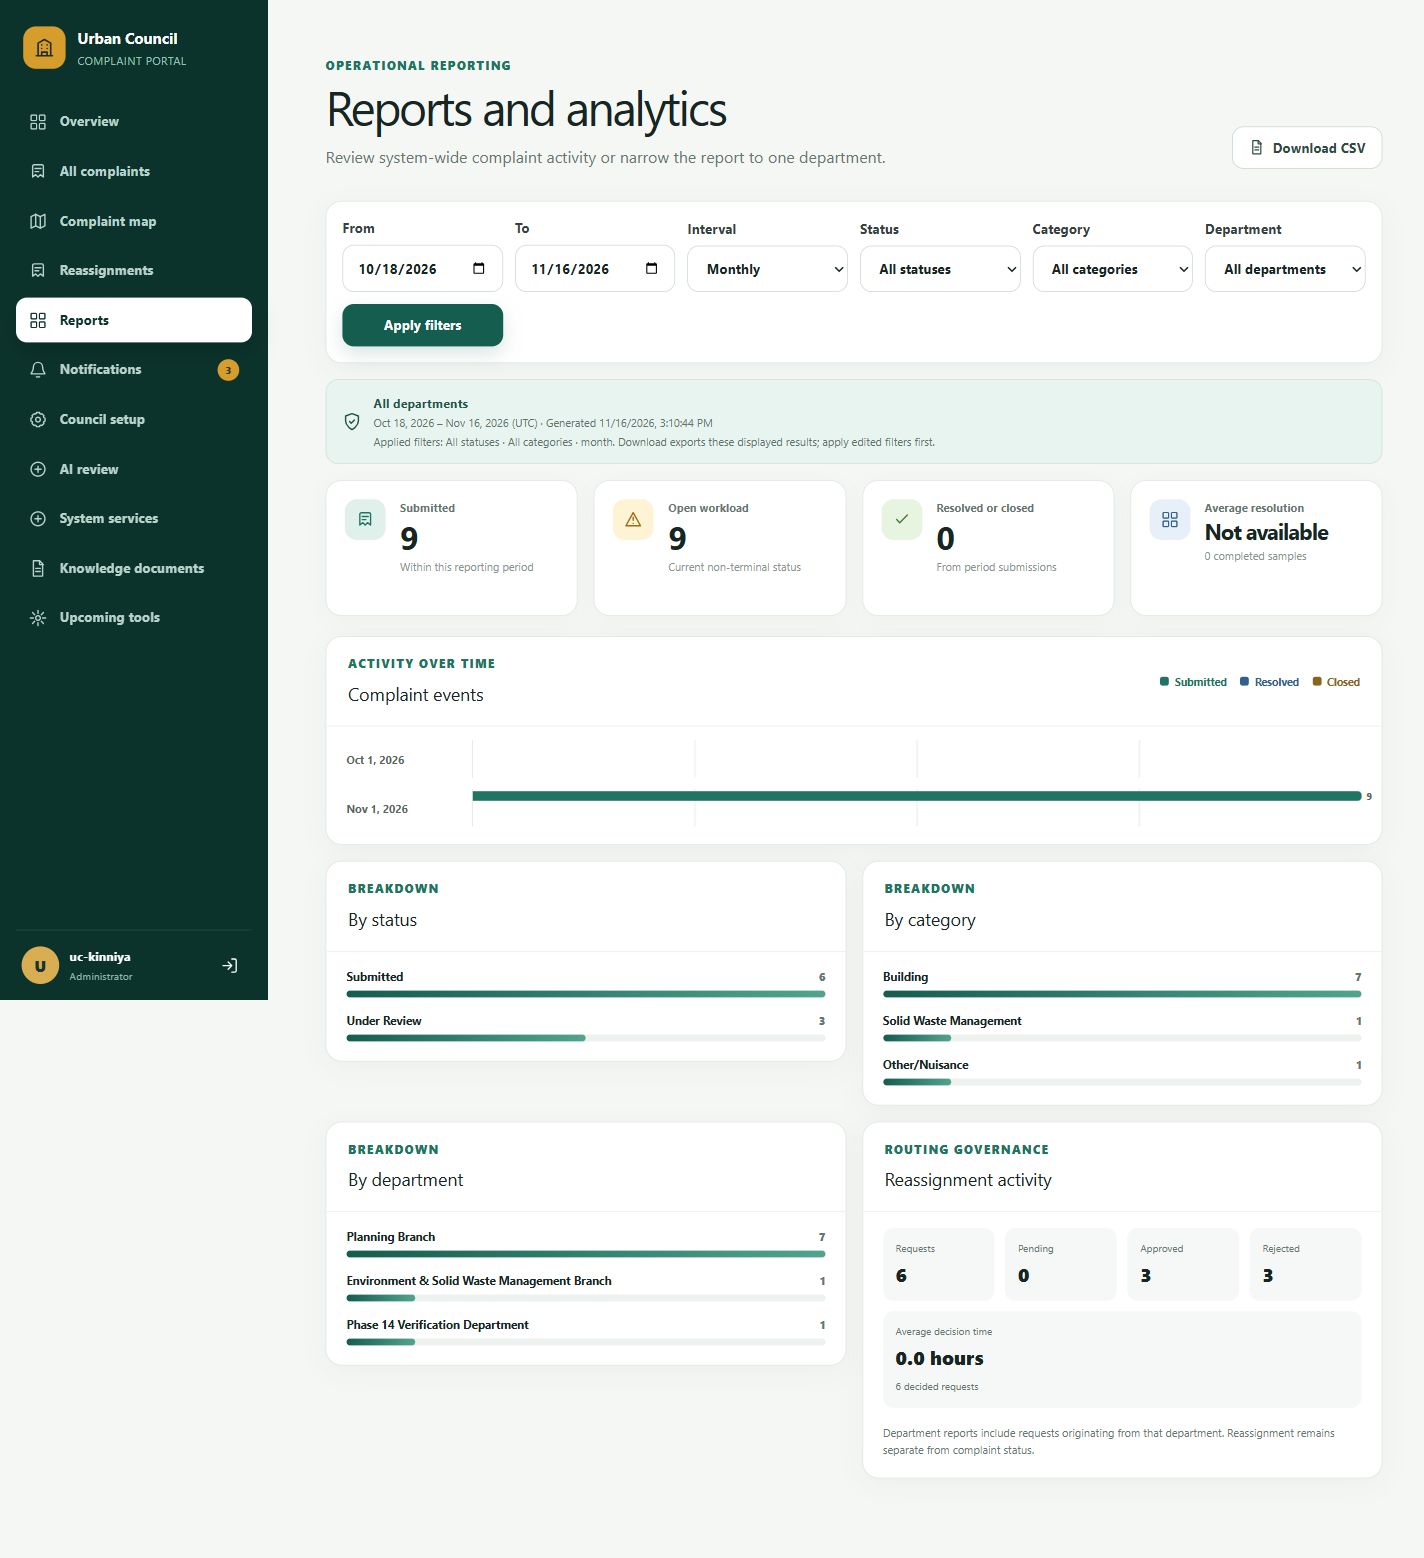 Urban Council
COMPLAINT PORTAL
Overview
All complaints
Complaint map
Reassignments
Reports
Notifications 3
Council setup
AI review
System services
Knowledge documents
Upcoming tools
U
uc-kinniya
Administrator
OPERATIONAL REPORTING
Reports and analytics
Review system-wide complaint activity or narrow the report to one department.
Download CSV
From To Interval Status Category Department
10/18/2026 11/16/2026 Monthly All statuses All categories All departments
Apply filters
All departments
Oct 18, 2026 – Nov 16, 2026 (UTC) · Generated 11/16/2026, 3:10:44 PM
Applied filters: All statuses · All categories · month. Download exports these displayed results; apply edited filters first.
Submitted
9
Within this reporting period
Open workload
9
Current non-terminal status
Resolved or closed
0
From period submissions
Average resolution
Not available
0 completed samples
ACTIVITY OVER TIME
Complaint events
Submitted Resolved Closed
Oct 1, 2026
Nov 1, 2026 9
BREAKDOWN
By status
Submitted 6
Under Review 3
BREAKDOWN
By category
Building 7
Solid Waste Management 1
Other/Nuisance 1
BREAKDOWN
By department
Planning Branch 7
Environment & Solid Waste Management Branch 1
Phase 14 Verification Department 1
ROUTING GOVERNANCE
Reassignment activity
Requests Pending Approved Rejected
6 0 3 3
Average decision time
0.0 hours
6 decided requests
Department reports include requests originating from that department. Reassignment remains
separate from complaint status.